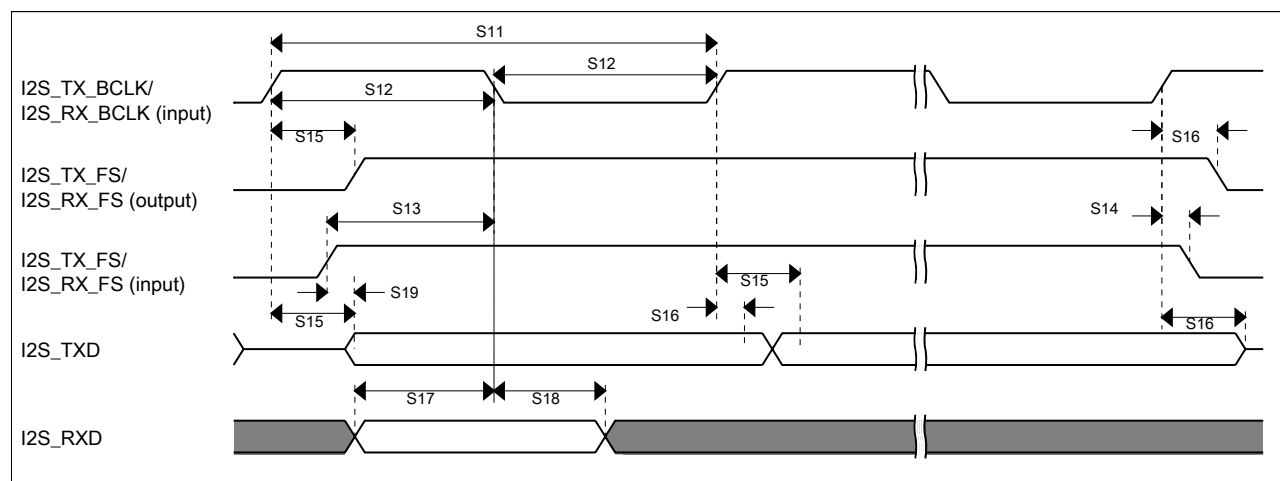 S11
S12
I2S_TX_BCLK/
I2S_RX_BCLK (input)
S12
S15
S16
I2S_TX_FS/
I2S_RX_FS (output)
S13
S14
I2S_TX_FS/
I2S_RX_FS (input)
S15
S19
S15
S16
S16
I2S_TXD
S17
S18
I2S_RXD